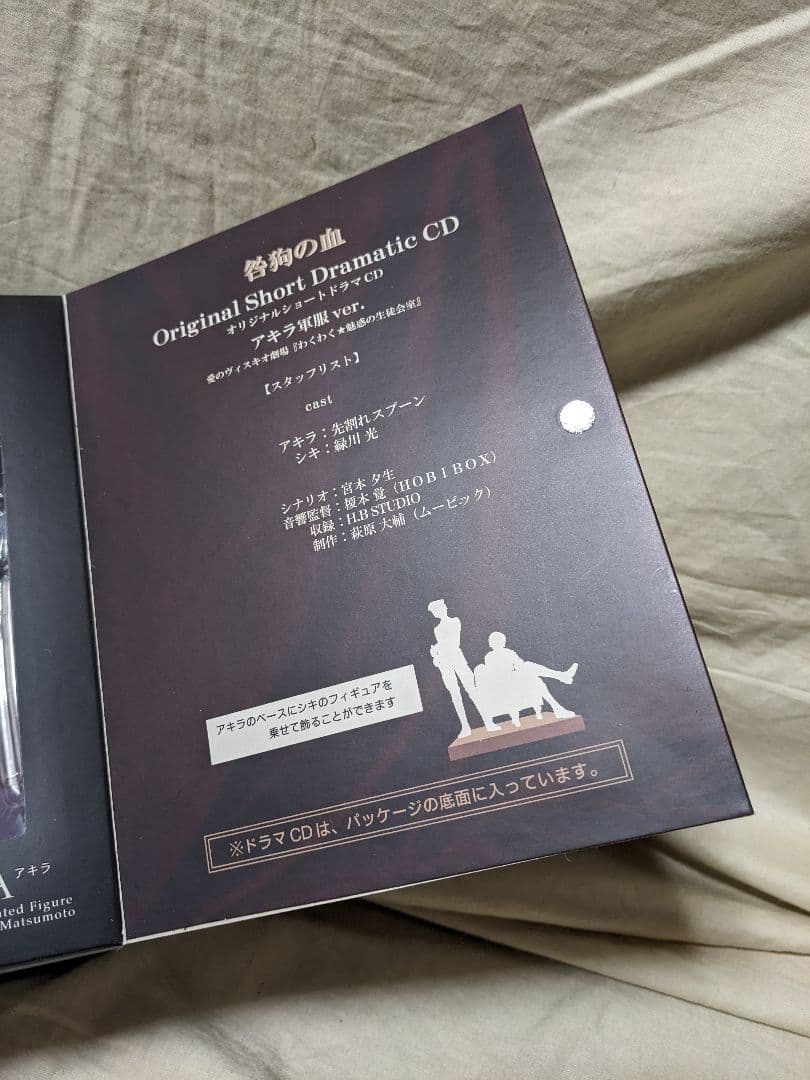 咎狗の血
Original Short Dramatic CD
オリジナルショートドラマCD
アキラ軍服 ver.
愛のヴィスキオ劇場『わくわく★魅惑の生徒会室』
【スタッフリスト】
cast
アキラ：先割れスプーン
シキ：緑川 光
シナリオ：宮本 夕生
音響監督：榎本 覚（HOBIBOX）
収録：H.B STUDIO
制作：萩原 大輔（ムービック）
アキラのベースにシキのフィギュアを
乗せて飾ることができます
※ドラマCDは、パッケージの底面に入っています。
A アキラ
Figure
Matsumoto